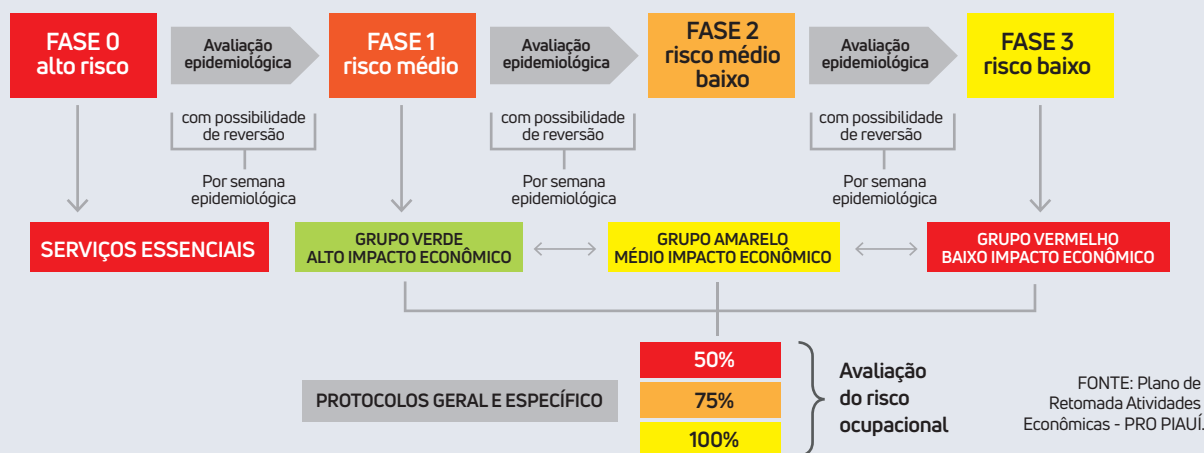 FASE 0
alto risco
Avaliação
epidemiológica
FASE 1
risco médio
Avaliação
epidemiológica
FASE 2
risco médio
baixo
Avaliação
epidemiológica
FASE 3
risco baixo
com possibilidade
de reversão
com possibilidade
de reversão
com possibilidade
de reversão
Por semana
epidemiológica
Por semana
epidemiológica
Por semana
epidemiológica
SERVIÇOS ESSENCIAIS
GRUPO VERDE
ALTO IMPACTO ECONÔMICO
GRUPO AMARELO
MÉDIO IMPACTO ECONÔMICO
GRUPO VERMELHO
BAIXO IMPACTO ECONÔMICO
PROTOCOLOS GERAL E ESPECÍFICO
50%
75%
100%
Avaliação
do risco
ocupacional
FONTE: Plano de
Retomada Atividades
Econômicas - PRO PIAUÍ.